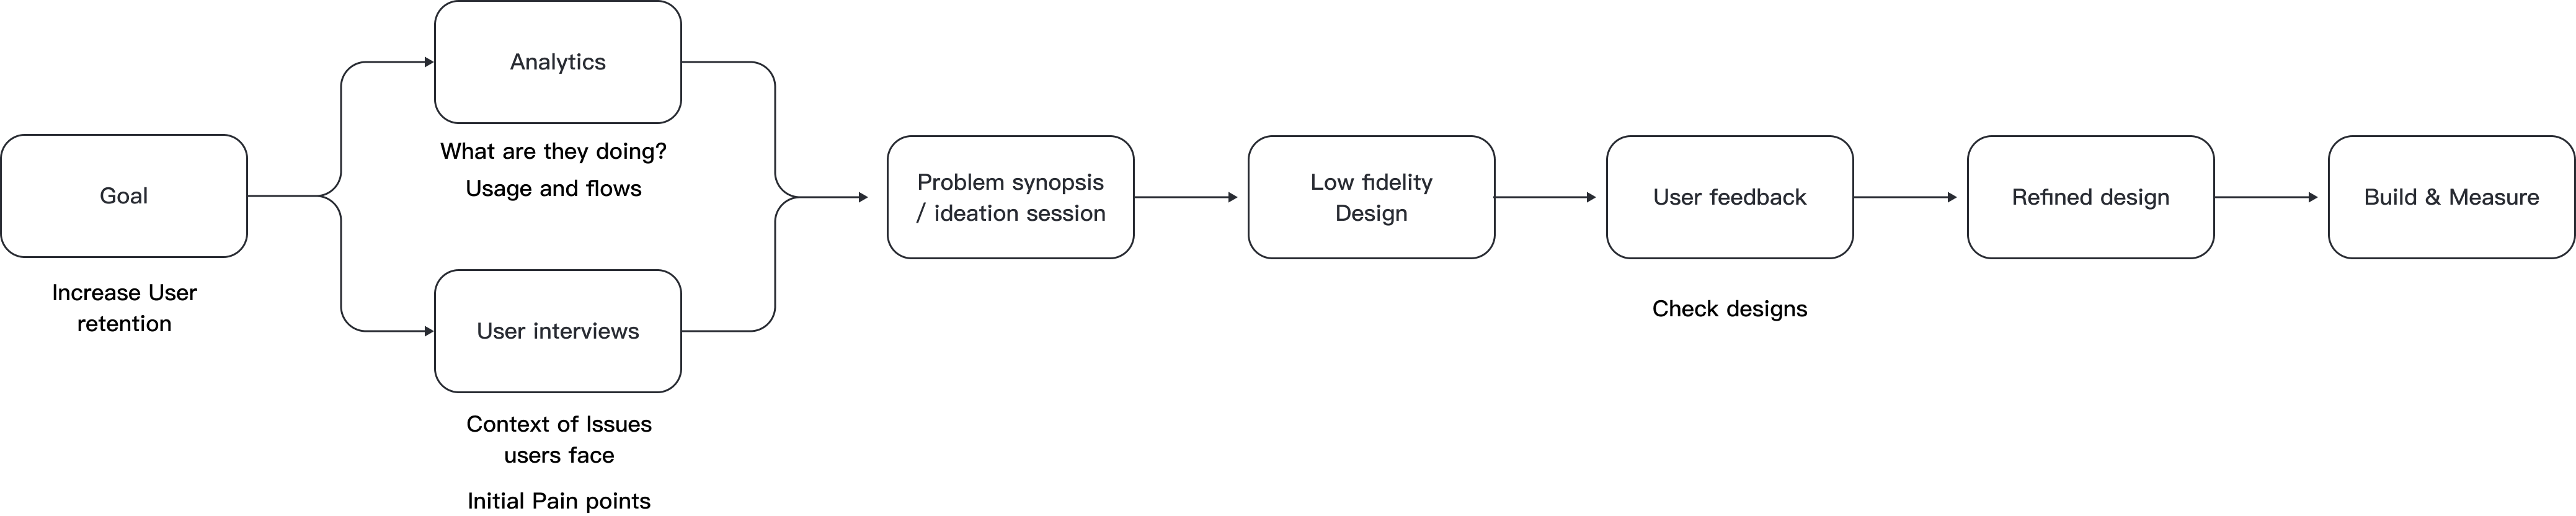 Goal
Increase User
retention
Analytics
What are they doing?
Usage and flows
User interviews
Context of Issues
users face
Initial Pain points
Problem synopsis
/ ideation session
Low fidelity
Design
User feedback
Check designs
Refined design
Build & Measure